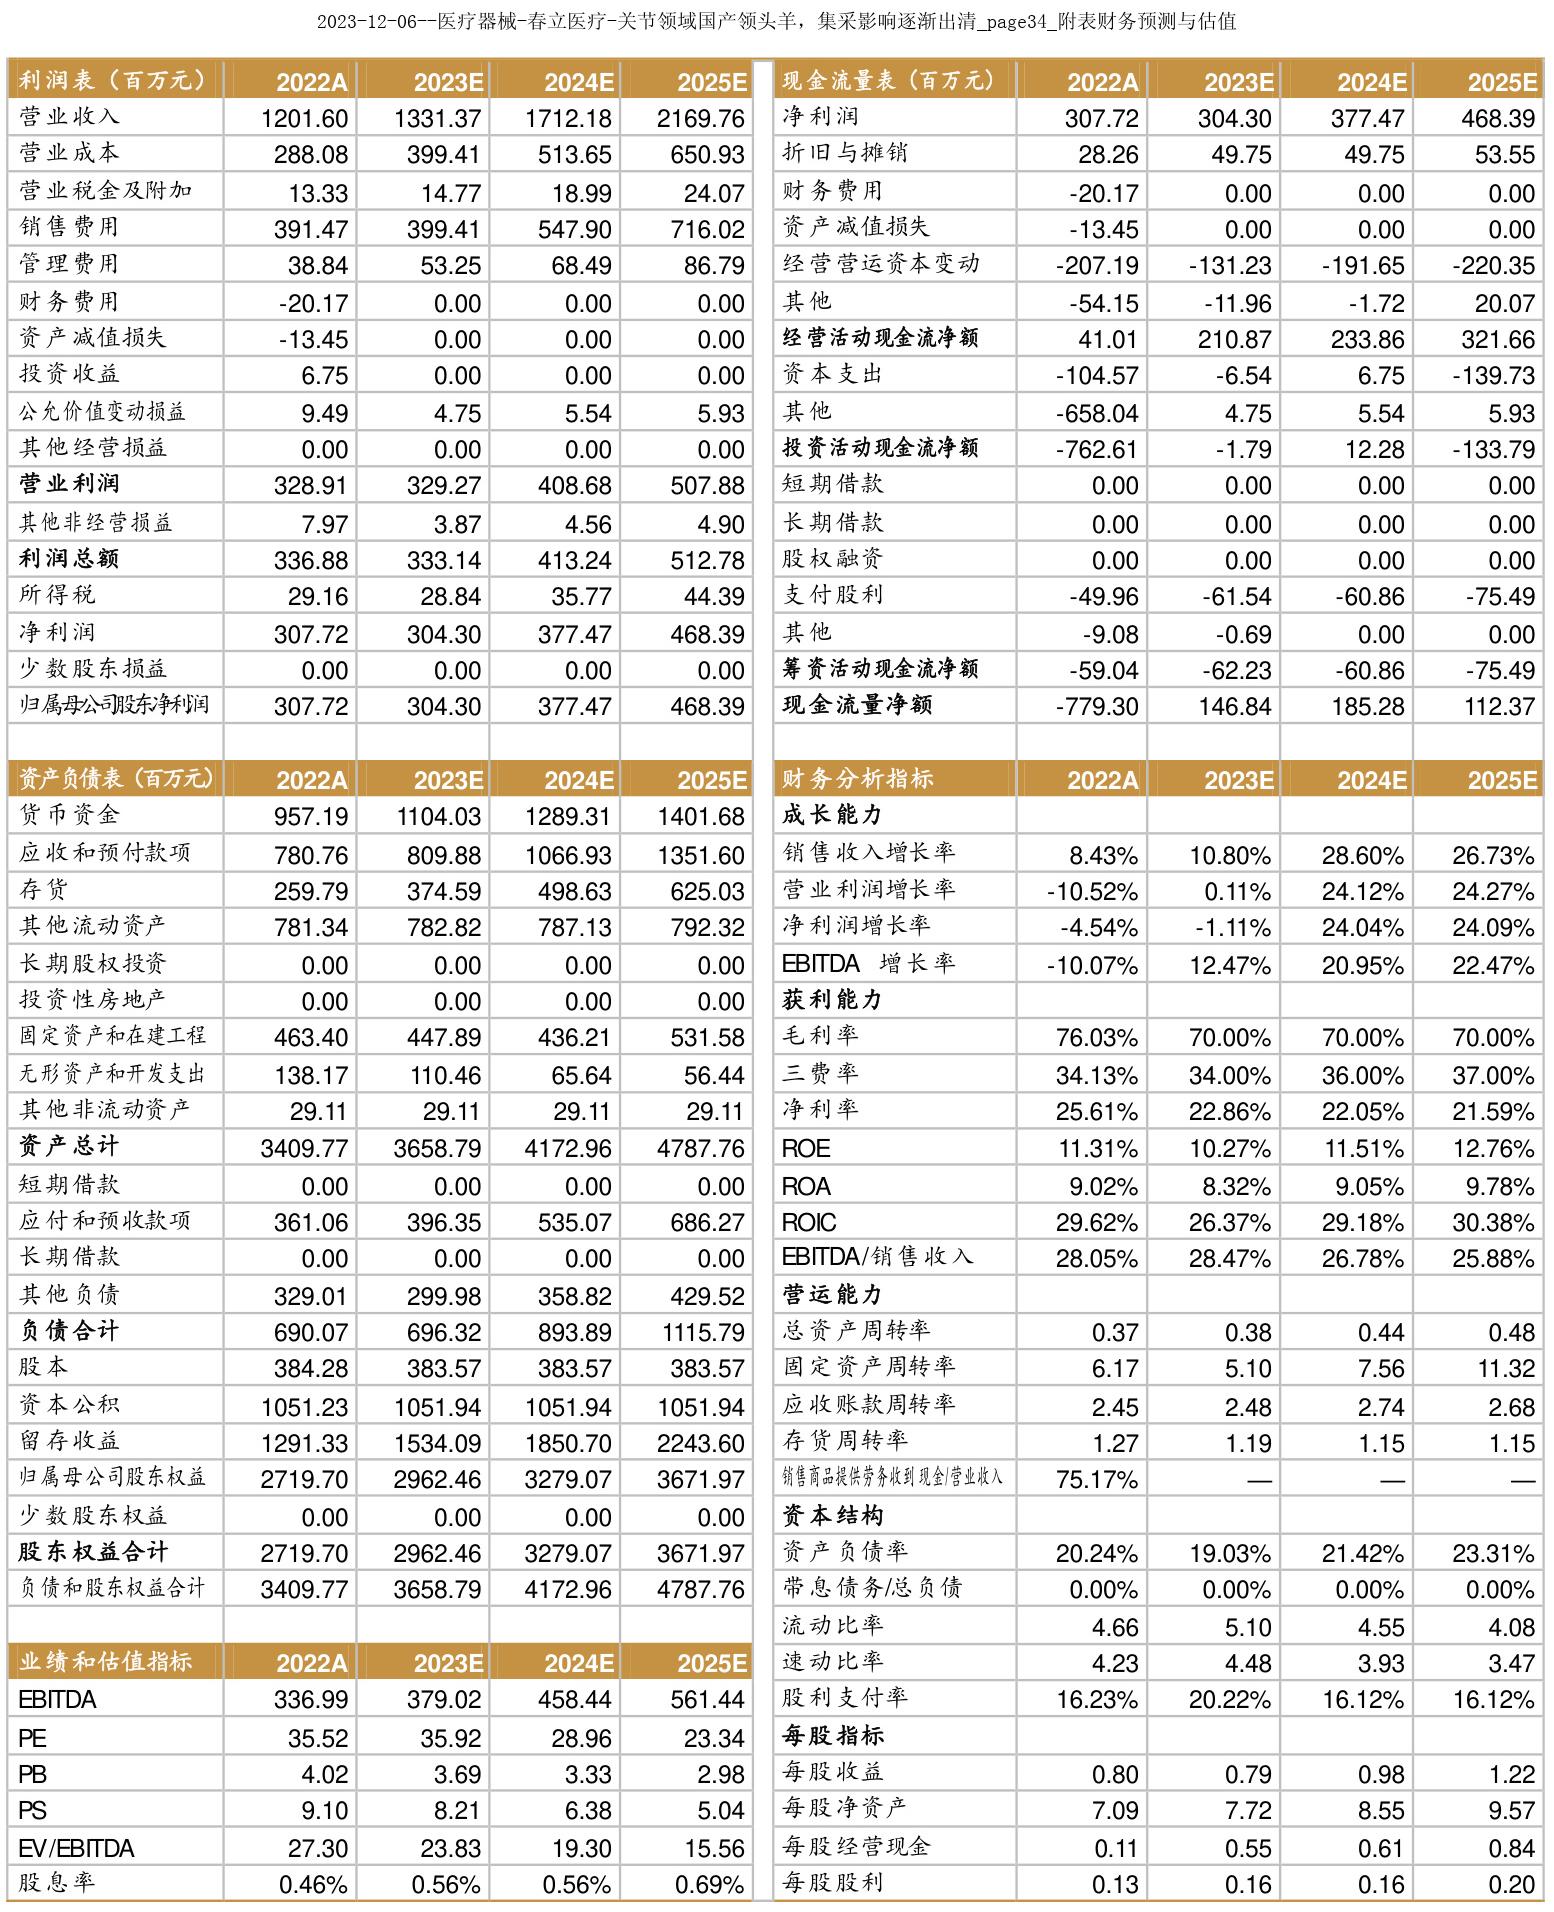 2023-12-06--医疗器械-春立医疗-关节领域国产领头羊，集采影响逐渐出清_page34_附表财务预测与估值
利润表（百万元） 2022A 2023E 2024E 2025E
营业收入 1201.60 1331.37 1712.18 2169.76
营业成本 288.08 399.41 513.65 650.93
营业税金及附加 13.33 14.77 18.99 24.07
销售费用 391.47 399.41 547.90 716.02
管理费用 38.84 53.25 68.49 86.79
财务费用 -20.17 0.00 0.00 0.00
资产减值损失 -13.45 0.00 0.00 0.00
投资收益 6.75 0.00 0.00 0.00
公允价值变动损益 9.49 4.75 5.54 5.93
其他经营损益 0.00 0.00 0.00 0.00
营业利润 328.91 329.27 408.68 507.88
其他非经营损益 7.97 3.87 4.56 4.90
利润总额 336.88 333.14 413.24 512.78
所得税 29.16 28.84 35.77 44.39
净利润 307.72 304.30 377.47 468.39
少数股东损益 0.00 0.00 0.00 0.00
归属母公司股东净利润 307.72 304.30 377.47 468.39
资产负债表（百万元） 2022A 2023E 2024E 2025E
货币资金 957.19 1104.03 1289.31 1401.68
应收和预付款项 780.76 809.88 1066.93 1351.60
存货 259.79 374.59 498.63 625.03
其他流动资产 781.34 782.82 787.13 792.32
长期股权投资 0.00 0.00 0.00 0.00
投资性房地产 0.00 0.00 0.00 0.00
固定资产和在建工程 463.40 447.89 436.21 531.58
无形资产和开发支出 138.17 110.46 65.64 56.44
其他非流动资产 29.11 29.11 29.11 29.11
资产总计 3409.77 3658.79 4172.96 4787.76
短期借款 0.00 0.00 0.00 0.00
应付和预收款项 361.06 396.35 535.07 686.27
长期借款 0.00 0.00 0.00 0.00
其他负债 329.01 299.98 358.82 429.52
负债合计 690.07 696.32 893.89 1115.79
股本 384.28 383.57 383.57 383.57
资本公积 1051.23 1051.94 1051.94 1051.94
留存收益 1291.33 1534.09 1850.70 2243.60
归属母公司股东权益 2719.70 2962.46 3279.07 3671.97
少数股东权益 0.00 0.00 0.00 0.00
股东权益合计 2719.70 2962.46 3279.07 3671.97
负债和股东权益合计 3409.77 3658.79 4172.96 4787.76
业绩和估值指标 2022A 2023E 2024E 2025E
EBITDA 336.99 379.02 458.44 561.44
PE 35.52 35.92 28.96 23.34
PB 4.02 3.69 3.33 2.98
PS 9.10 8.21 6.38 5.04
EV/EBITDA 27.30 23.83 19.30 15.56
股息率 0.46% 0.56% 0.56% 0.69%
现金流量表（百万元） 2022A 2023E 2024E 2025E
净利润 307.72 304.30 377.47 468.39
折旧与摊销 28.26 49.75 49.75 53.55
财务费用 -20.17 0.00 0.00 0.00
资产减值损失 -13.45 0.00 0.00 0.00
经营营运资本变动 -207.19 -131.23 -191.65 -220.35
其他 -54.15 -11.96 -1.72 20.07
经营活动现金流净额 41.01 210.87 233.86 321.66
资本支出 -104.57 -6.54 6.75 -139.73
其他 -658.04 4.75 5.54 5.93
投资活动现金流净额 -762.61 -1.79 12.28 -133.79
短期借款 0.00 0.00 0.00 0.00
长期借款 0.00 0.00 0.00 0.00
股权融资 0.00 0.00 0.00 0.00
支付股利 -49.96 -61.54 -60.86 -75.49
其他 -9.08 -0.69 0.00 0.00
筹资活动现金流净额 -59.04 -62.23 -60.86 -75.49
现金流量净额 -779.30 146.84 185.28 112.37
财务分析指标 2022A 2023E 2024E 2025E
成长能力
销售收入增长率 8.43% 10.80% 28.60% 26.73%
营业利润增长率 -10.52% 0.11% 24.12% 24.27%
净利润增长率 -4.54% -1.11% 24.04% 24.09%
EBITDA 增长率 -10.07% 12.47% 20.95% 22.47%
获利能力
毛利率 76.03% 70.00% 70.00% 70.00%
三费率 34.13% 34.00% 36.00% 37.00%
净利率 25.61% 22.86% 22.05% 21.59%
ROE 11.31% 10.27% 11.51% 12.76%
ROA 9.02% 8.32% 9.05% 9.78%
ROIC 29.62% 26.37% 29.18% 30.38%
EBITDA/销售收入 28.05% 28.47% 26.78% 25.88%
营运能力
总资产周转率 0.37 0.38 0.44 0.48
固定资产周转率 6.17 5.10 7.56 11.32
应收账款周转率 2.45 2.48 2.74 2.68
存货周转率 1.27 1.19 1.15 1.15
销售商品提供劳务收到现金/营业收入 75.17% — — —
资本结构
资产负债率 20.24% 19.03% 21.42% 23.31%
带息债务/总负债 0.00% 0.00% 0.00% 0.00%
流动比率 4.66 5.10 4.55 4.08
速动比率 4.23 4.48 3.93 3.47
股利支付率 16.23% 20.22% 16.12% 16.12%
每股指标
每股收益 0.80 0.79 0.98 1.22
每股净资产 7.09 7.72 8.55 9.57
每股经营现金 0.11 0.55 0.61 0.84
每股股利 0.13 0.16 0.16 0.20